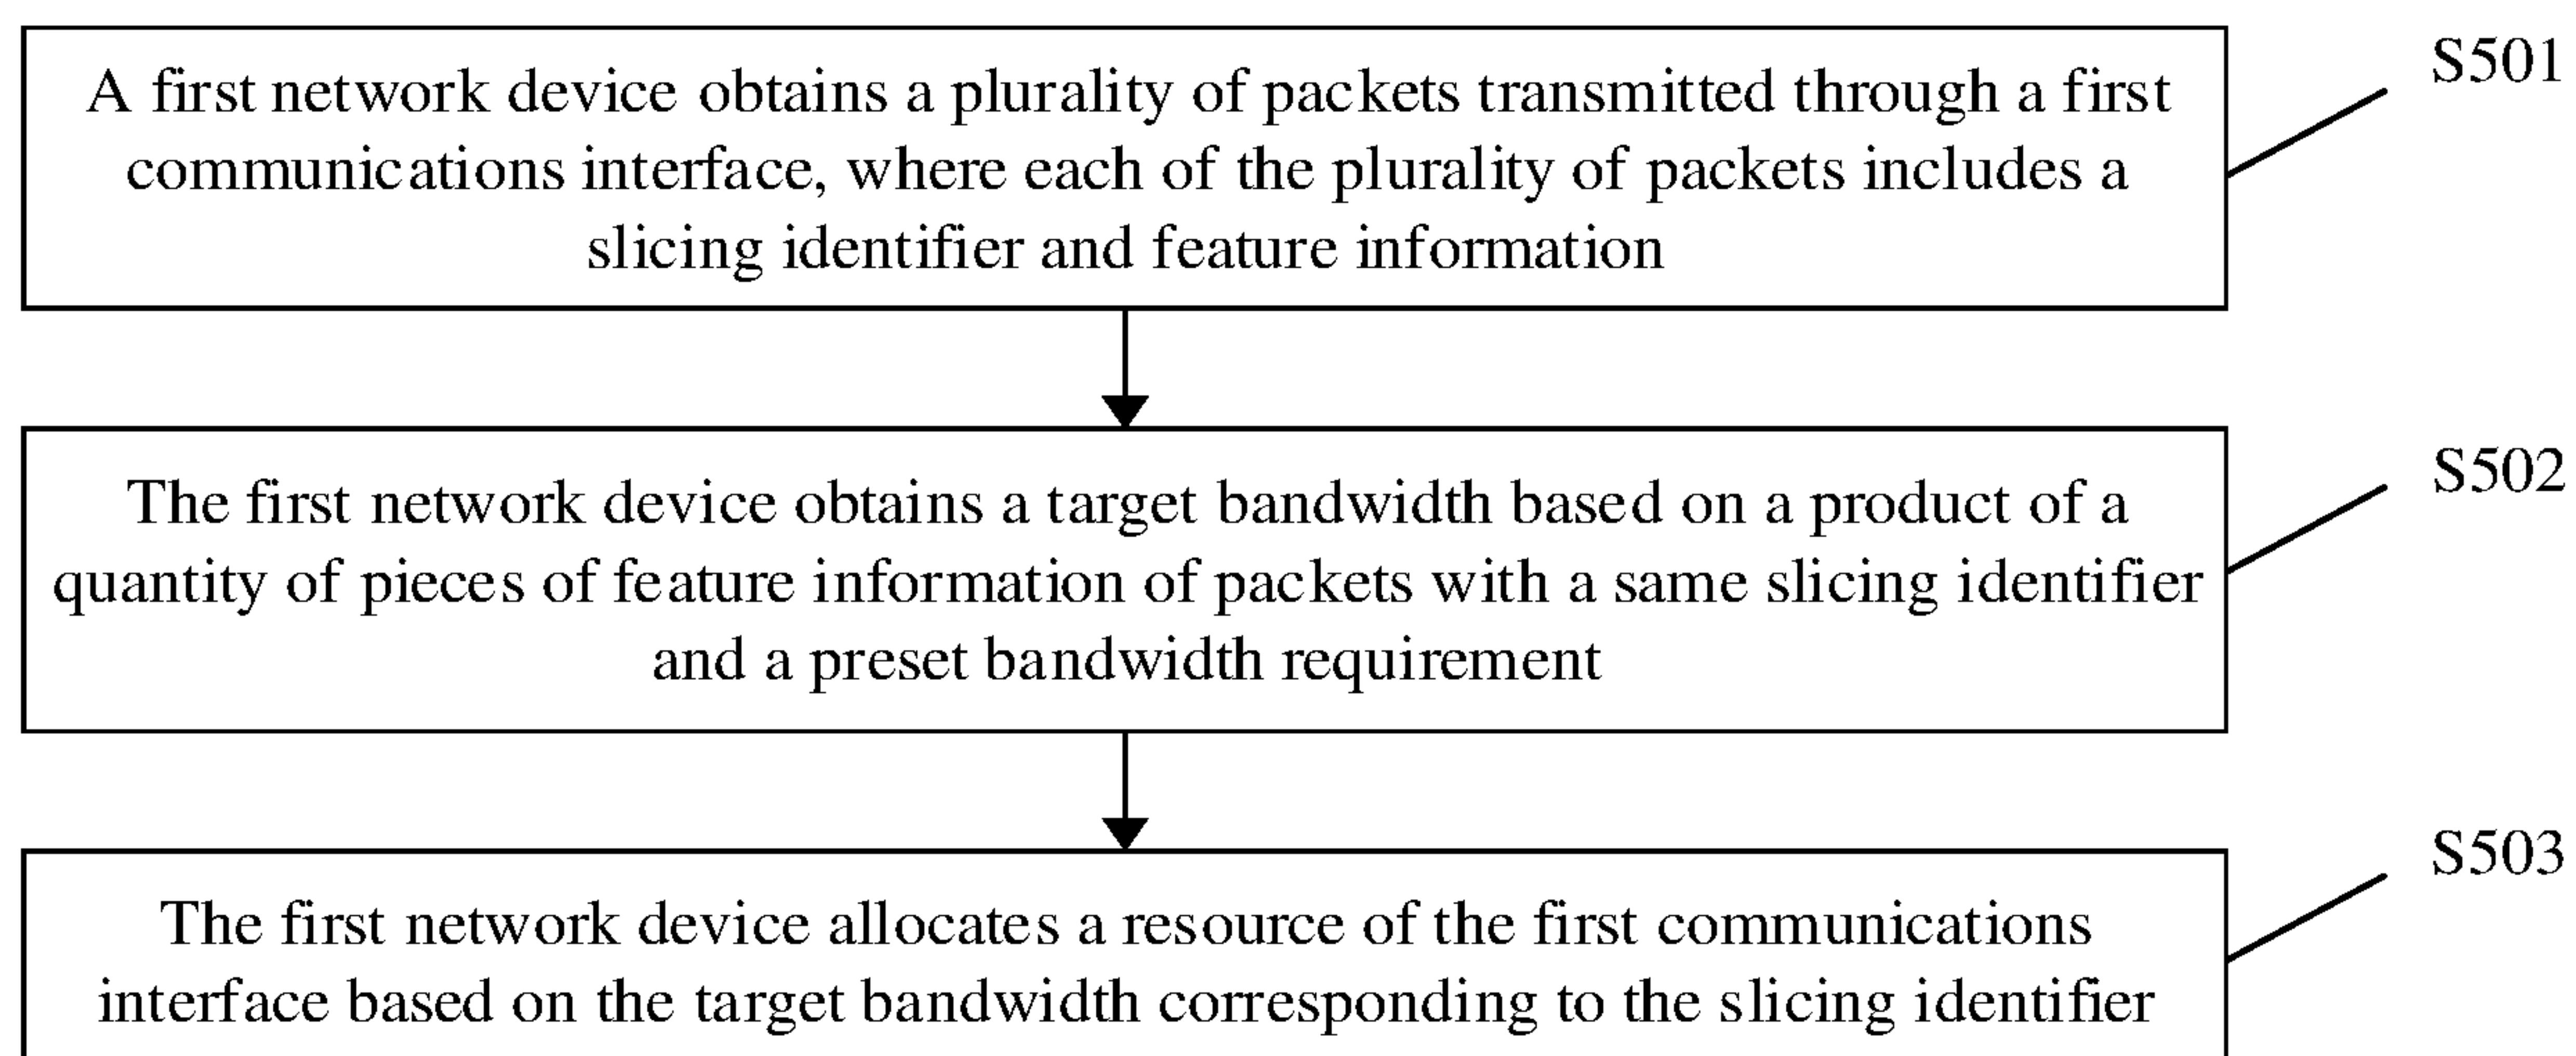 A first network device obtains a plurality of packets transmitted through a first
communications interface, where each of the plurality of packets includes a
slicing identifier and feature information
S501
The first network device obtains a target bandwidth based on a product of a
quantity of pieces of feature information of packets with a same slicing identifier
and a preset bandwidth requirement
S502
The first network device allocates a resource of the first communications
interface based on the target bandwidth corresponding to the slicing identifier
S503